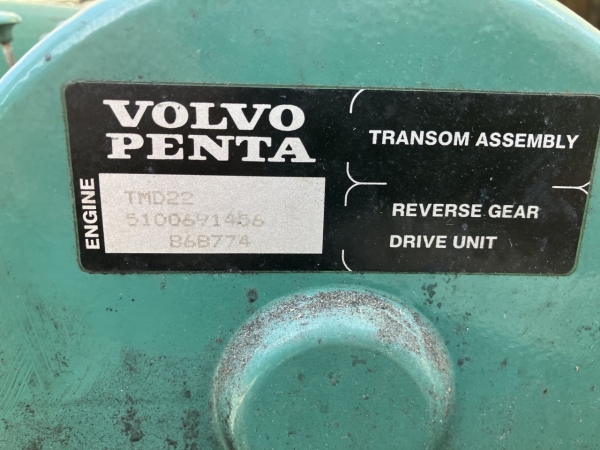 VOLVO
PENTA
ENGINE
TMD22
5100691456
868774
TRANSOM ASSEMBLY
REVERSE GEAR
DRIVE UNIT